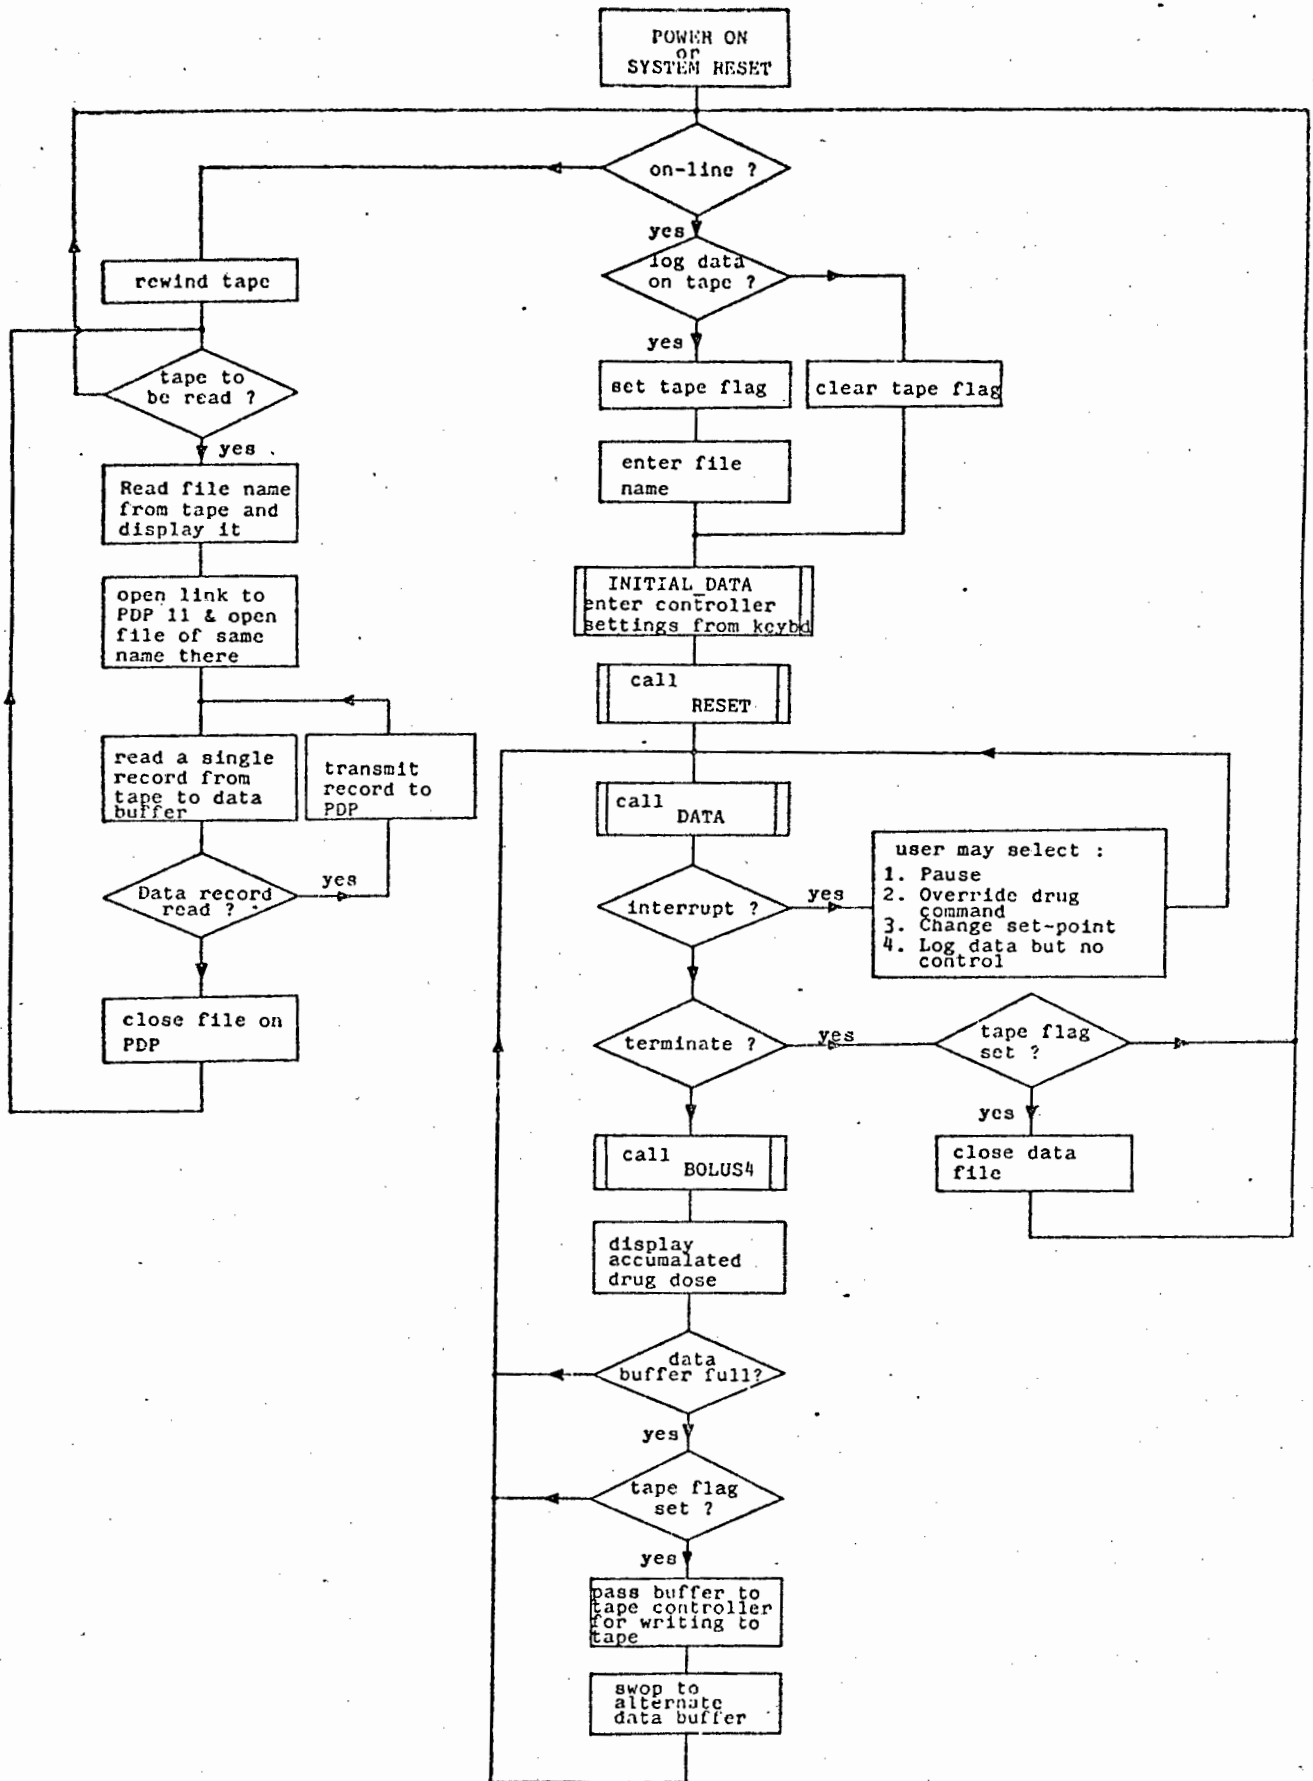 POWER ON
or
SYSTEM RESET
on-line ?
yes
log data
on tape ?
yes
set tape flag
clear tape flag
enter file
name
rewind tape
tape to
be read ?
yes
Read file name
from tape and
display it
open link to
PDP 11 & open
file of same
name there
read a single
record from
tape to data
buffer
transmit
record to
PDP
Data record
read ?
yes
close file on
PDP
INITIAL_DATA
enter controller
settings from keybd
call
RESET
call
DATA
interrupt ?
yes
user may select :
1. Pause
2. Override drug
command
3. Change set-point
4. Log data but no
control
terminate ?
yes
tape flag
set ?
yes
close data
file
call
BOLUS4
display
accumalated
drug dose
data
buffer full?
yes
tape flag
set ?
yes
pass buffer to
tape controller
for writing to
tape
swop to
alternate
data buffer